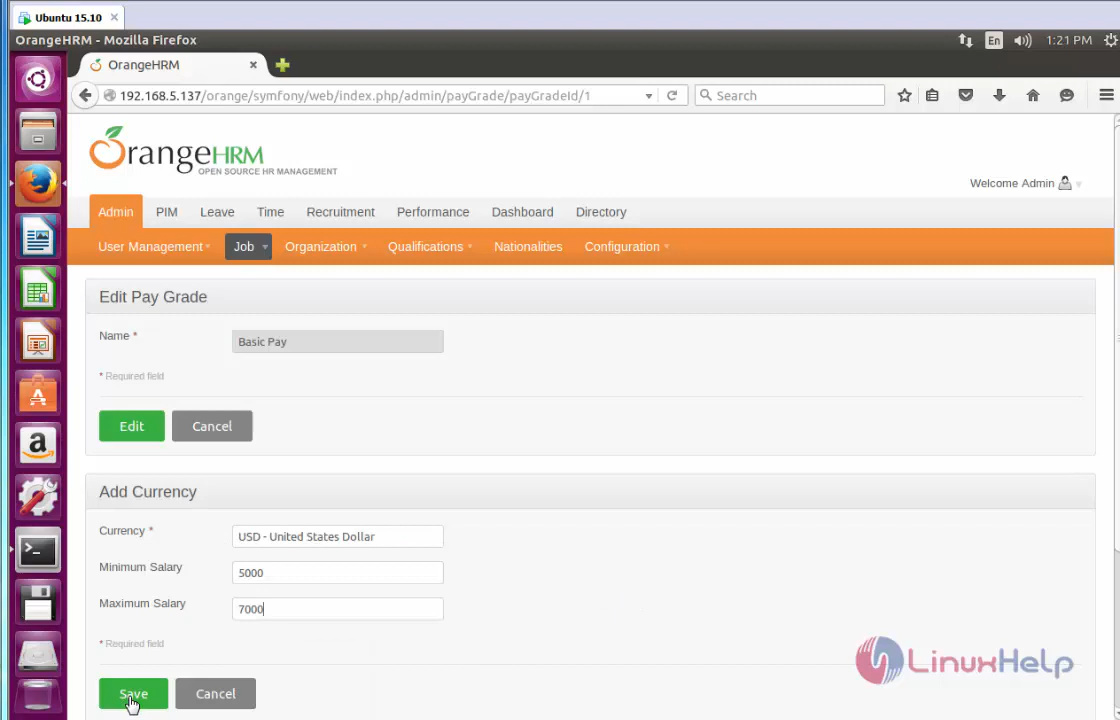 Ubuntu 15.10
OrangeHRM - Mozilla Firefox
En
1:21 PM
OrangeHRM
192.168.5.137/orange/symfony/web/index.php/admin/payGrade/payGradeId/1
Search
OrangeHRM
OPEN SOURCE HR MANAGEMENT
Welcome Admin
Admin PIM Leave Time Recruitment Performance Dashboard Directory
User Management Job Organization Qualifications Nationalities Configuration
Edit Pay Grade
Name * Basic Pay
* Required field
Edit Cancel
Add Currency
Currency * USD - United States Dollar
Minimum Salary 5000
Maximum Salary 7000
* Required field
LinuxHelp
Save Cancel